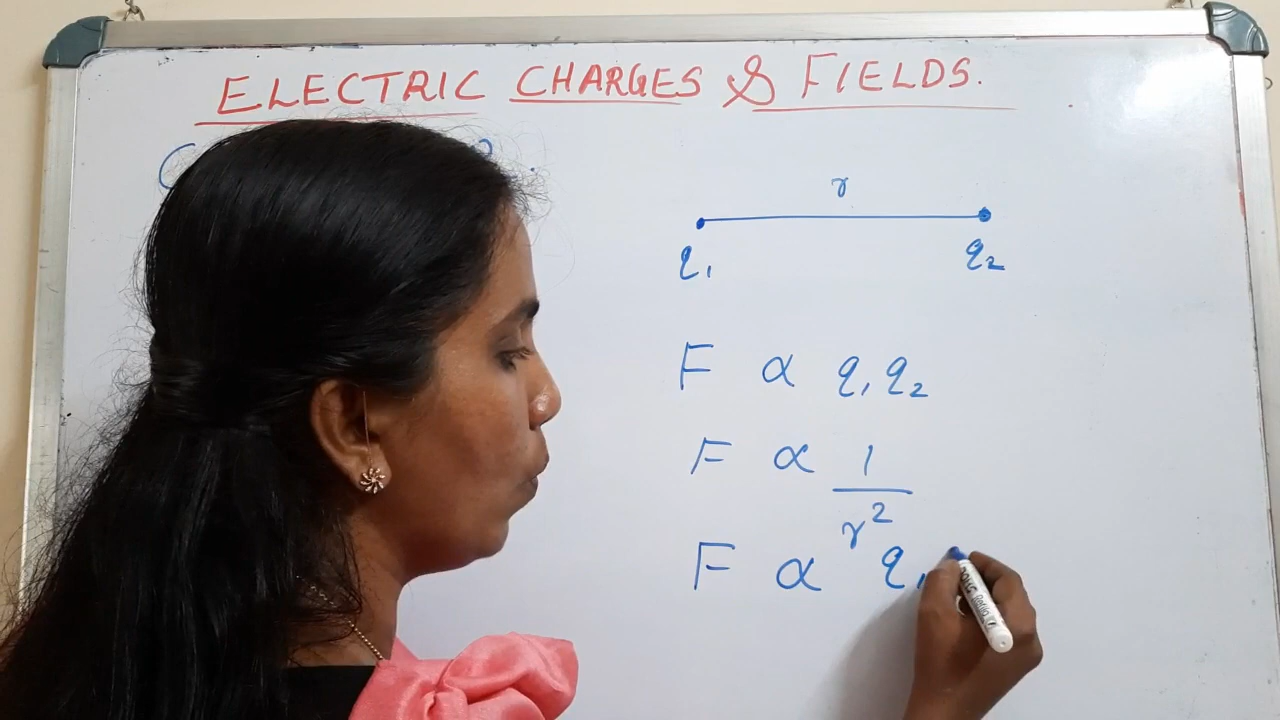 ELECTRIC CHARGES & FIELDS.
r
q₁ q₂
F ∝ q₁q₂
F ∝ 1/r²
F ∝ q₁